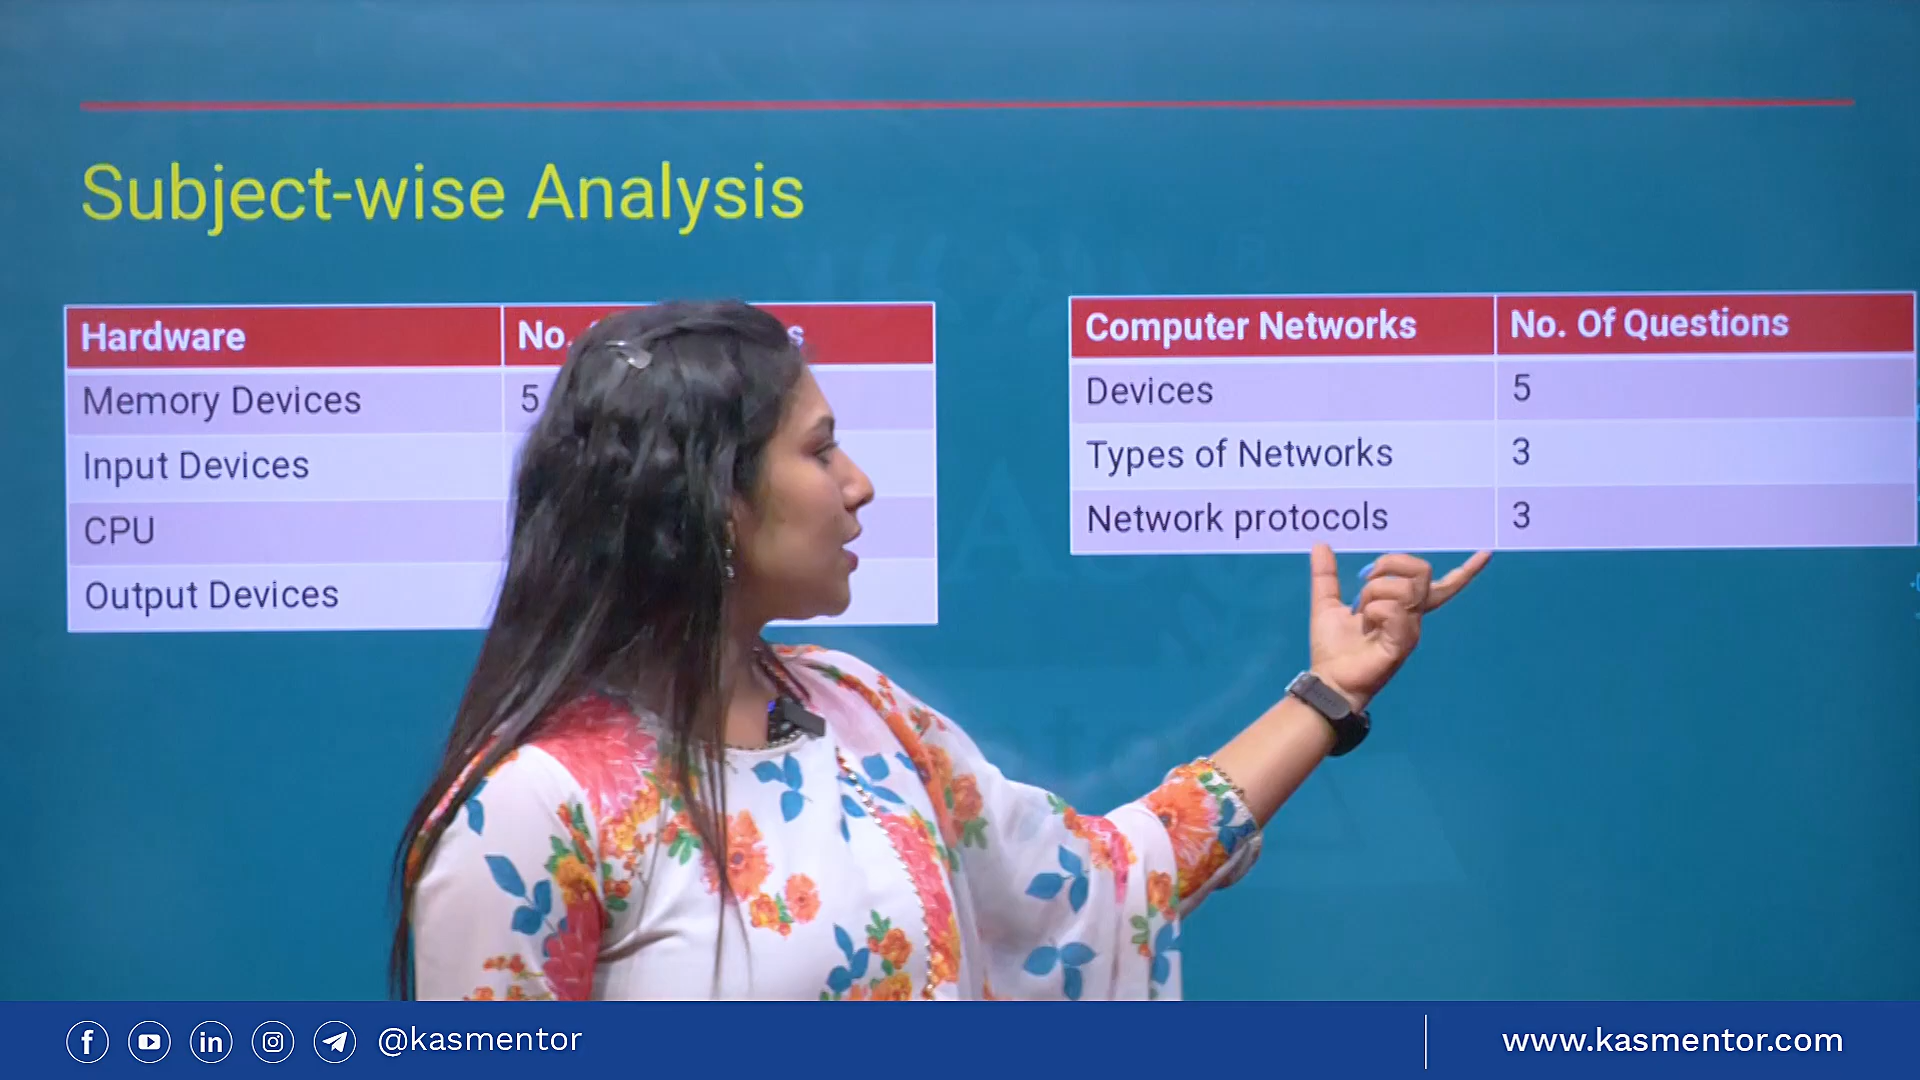 Subject-wise Analysis
Hardware No.
Memory Devices 5
Input Devices
CPU
Output Devices
Computer Networks No. Of Questions
Devices 5
Types of Networks 3
Network protocols 3
@kasmentor
www.kasmentor.com